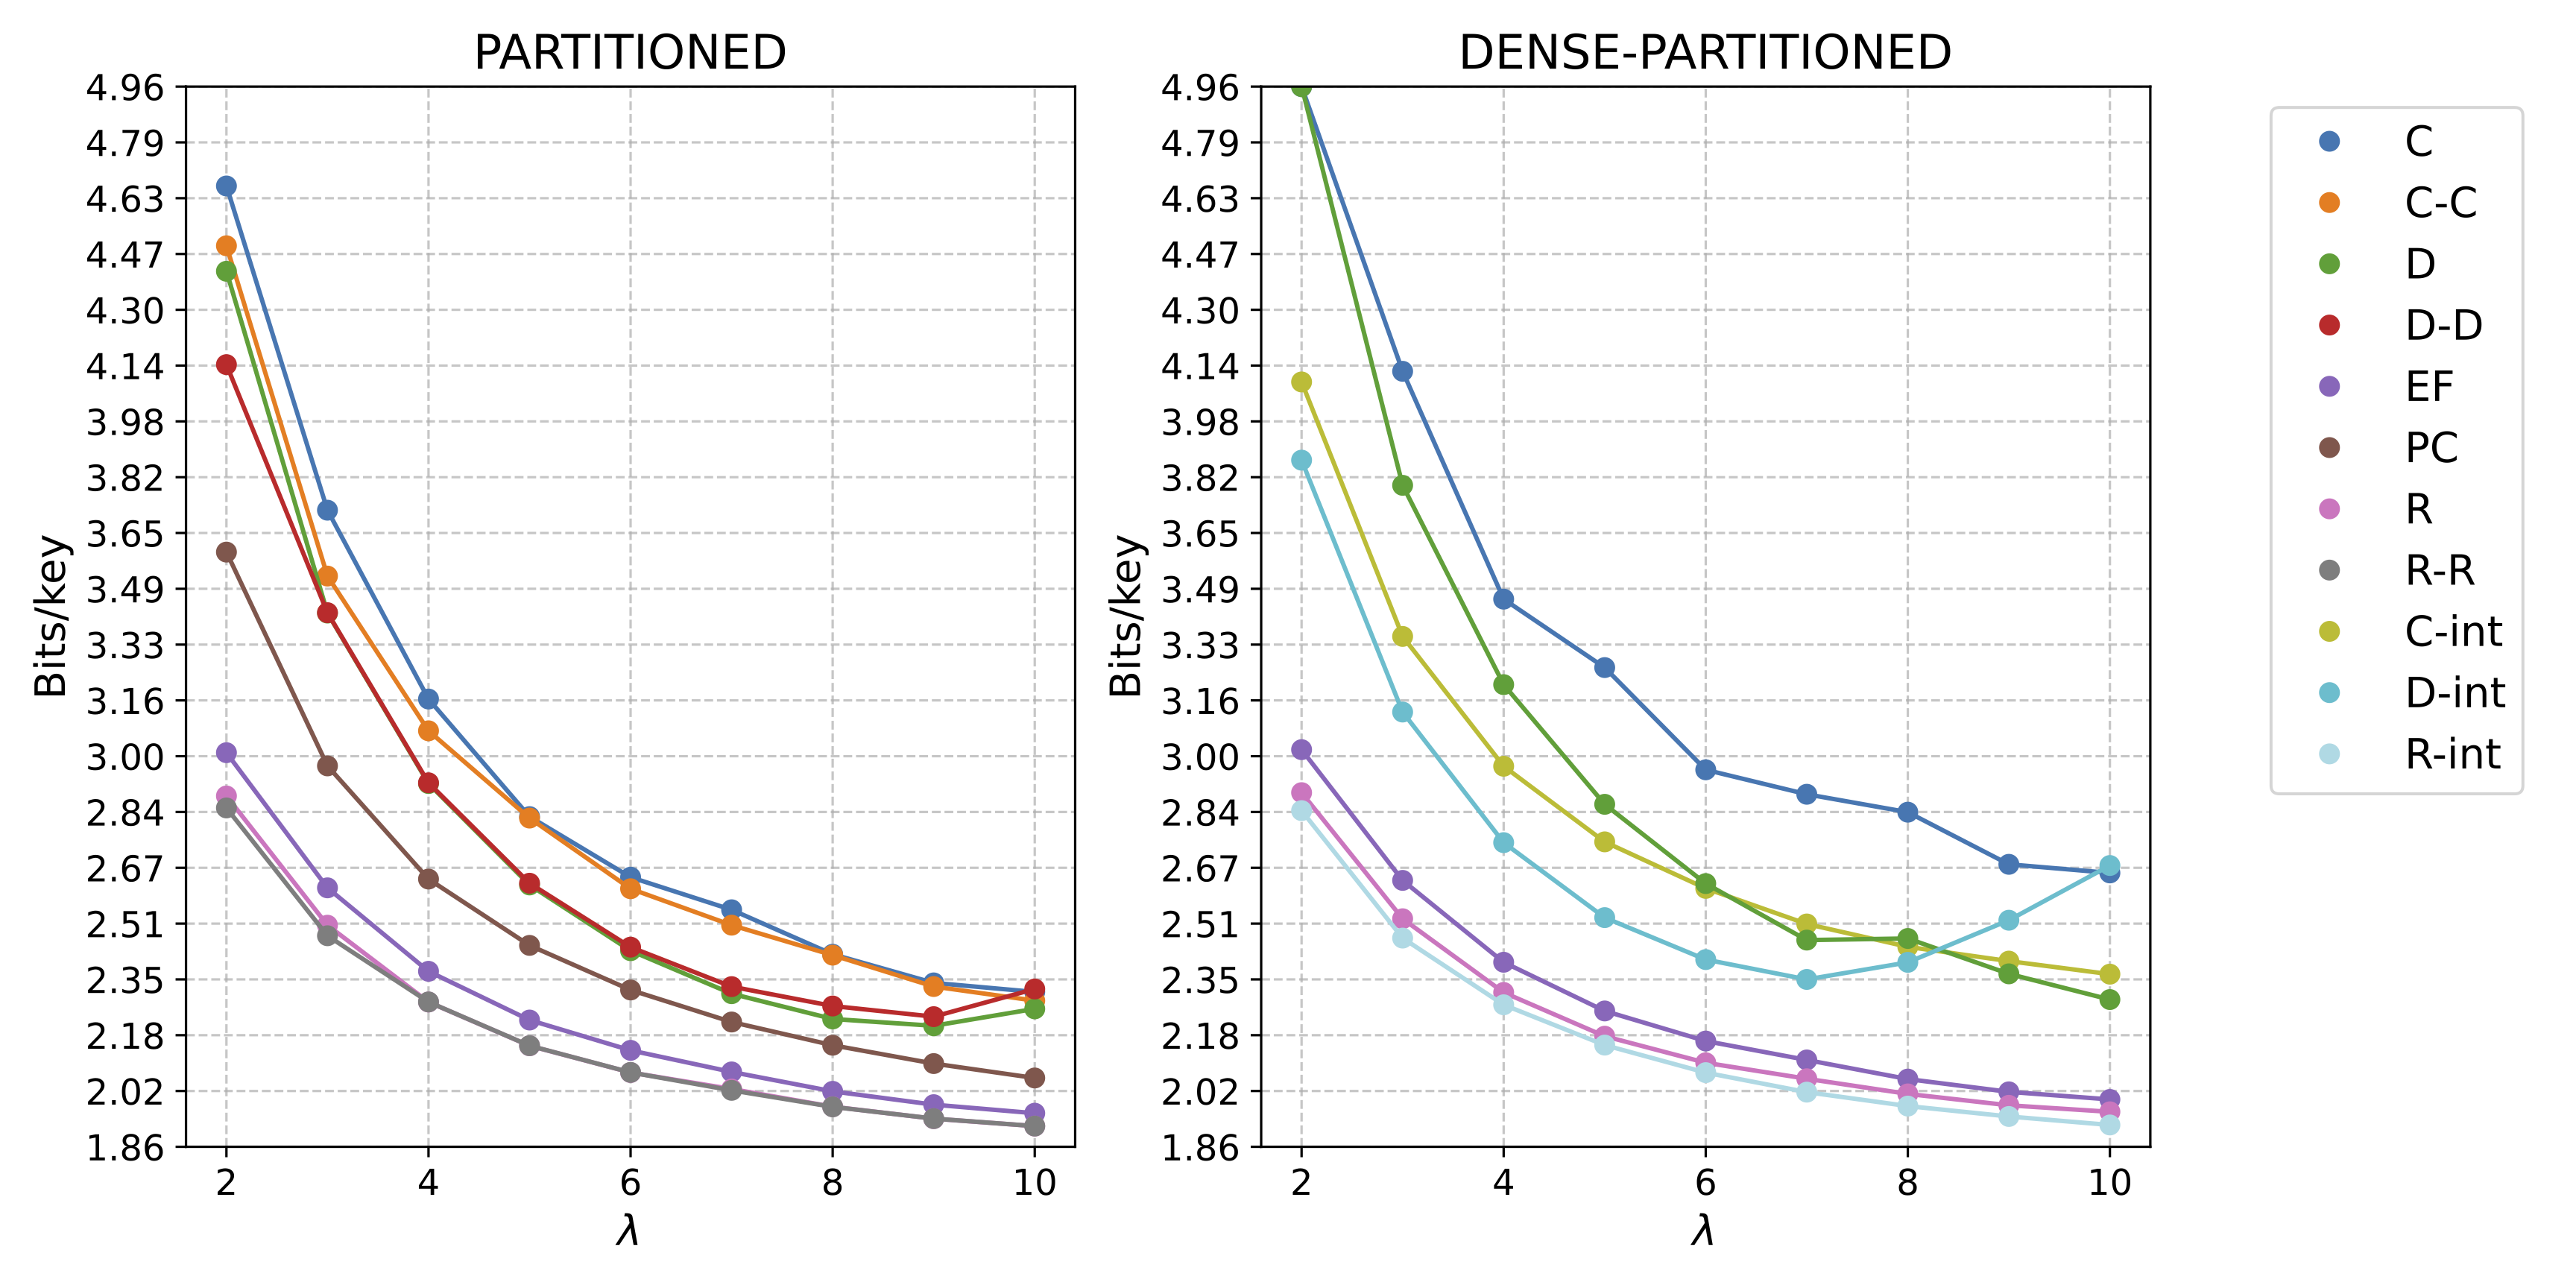 PARTITIONED
4.96
4.79
4.63
4.47
4.30
4.14
3.98
3.82
3.65
3.49
3.33
3.16
3.00
2.84
2.67
2.51
2.35
2.18
2.02
1.86
Bits/key
2 4 6 8 10
λ
DENSE-PARTITIONED
4.96
4.79
4.63
4.47
4.30
4.14
3.98
3.82
3.65
3.49
3.33
3.16
3.00
2.84
2.67
2.51
2.35
2.18
2.02
1.86
Bits/key
2 4 6 8 10
λ
C
C-C
D
D-D
EF
PC
R
R-R
C-int
D-int
R-int